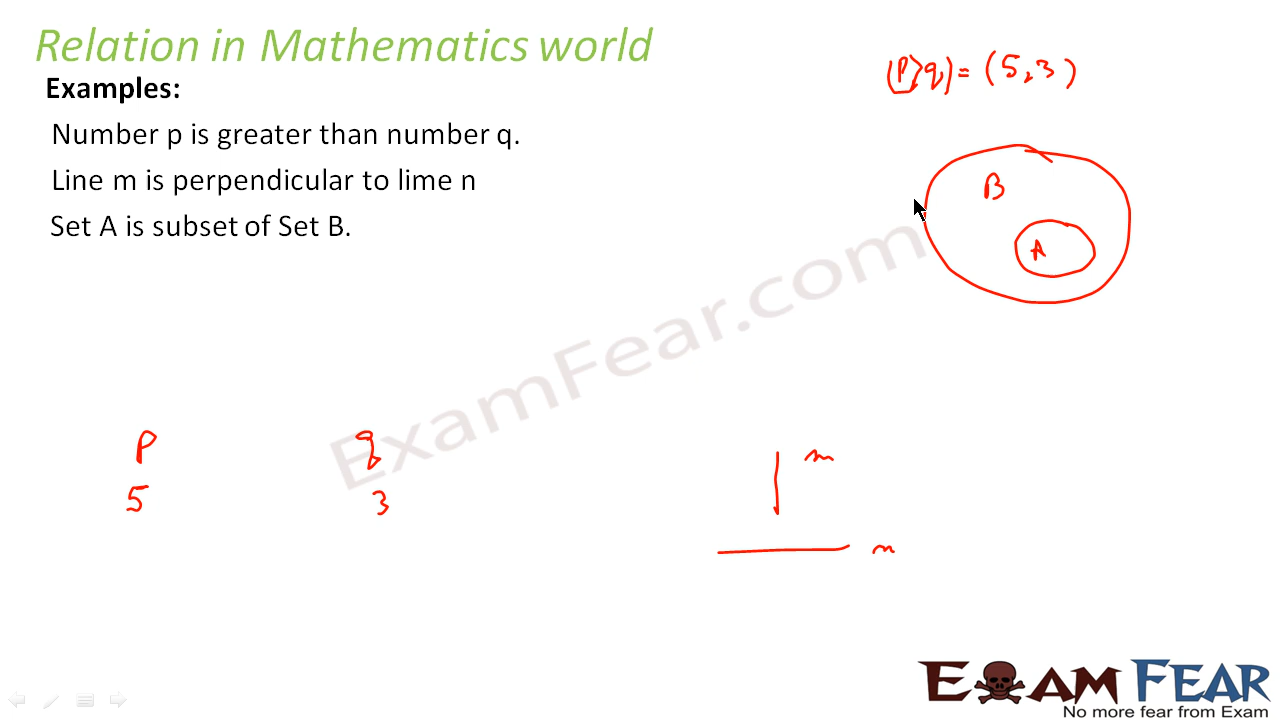 Relation in Mathematics world
Examples:
(p>q) = (5,3)
Number p is greater than number q.
Line m is perpendicular to lime n
B
Set A is subset of Set B.
A
ExamFear.com
P q
m
5 3
n
EXAM FEAR
No more fear from Exam